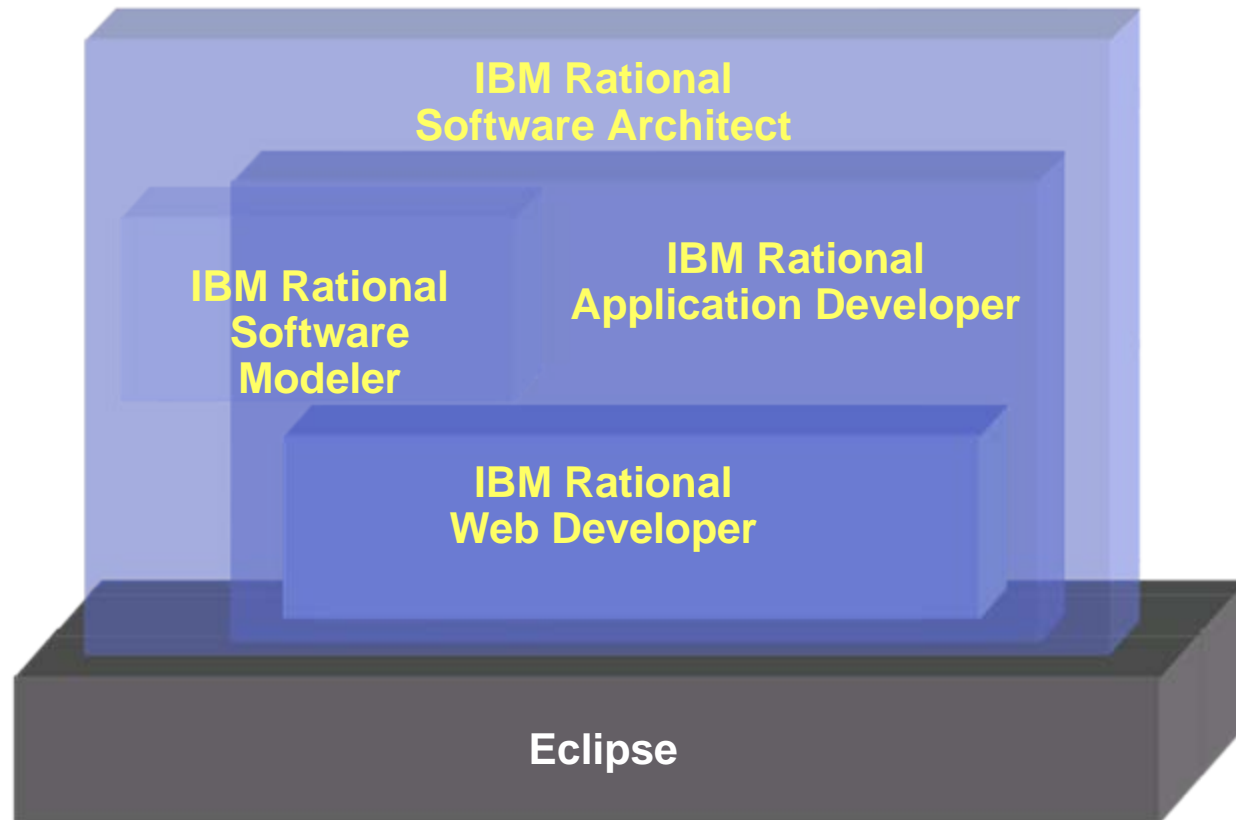 IBM Rational
Software Architect
IBM Rational
Application Developer
IBM Rational
Software
Modeler
IBM Rational
Web Developer
Eclipse